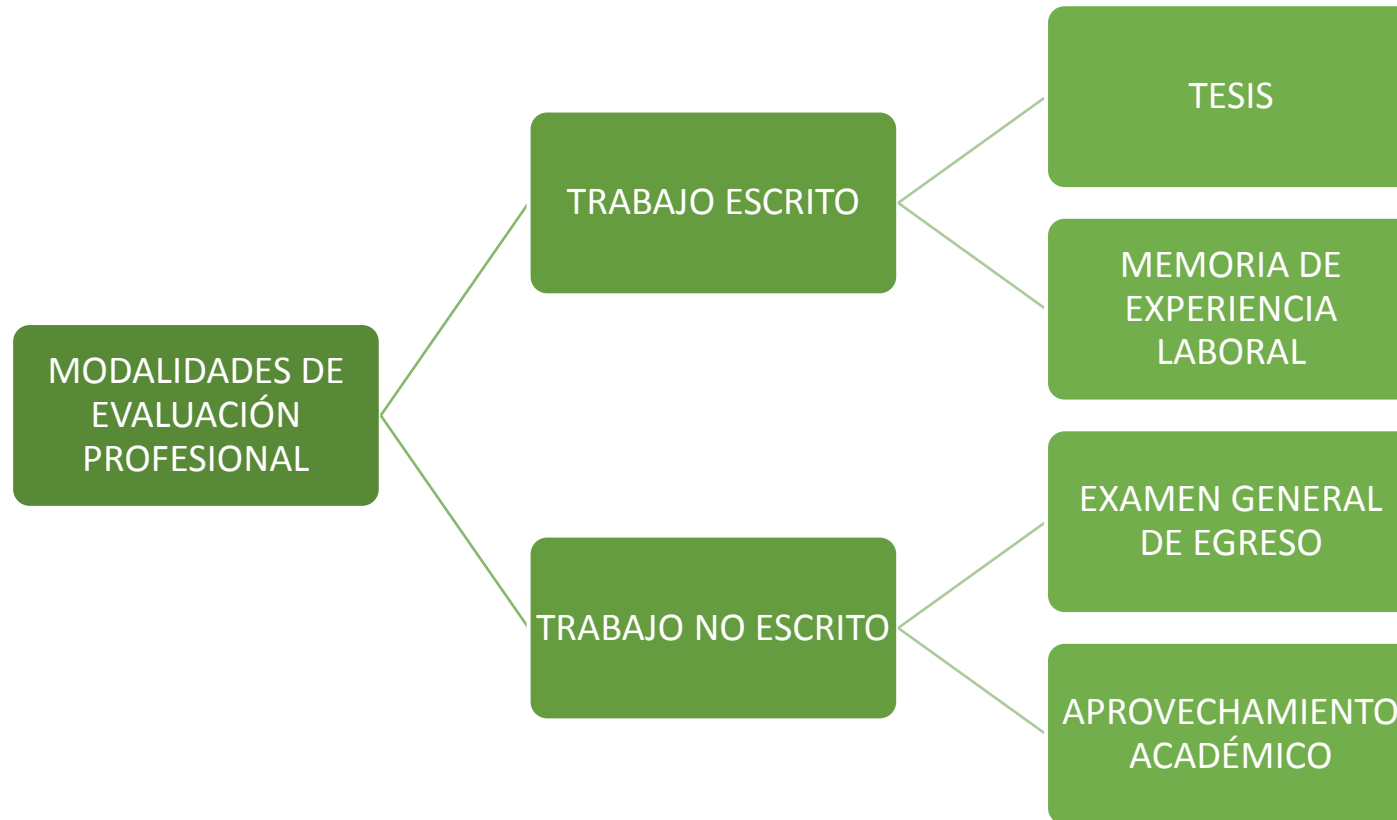 MODALIDADES DE
EVALUACIÓN
PROFESIONAL
TRABAJO ESCRITO
TESIS
MEMORIA DE
EXPERIENCIA
LABORAL
TRABAJO NO ESCRITO
EXAMEN GENERAL
DE EGRESO
APROVECHAMIENTO
ACADÉMICO